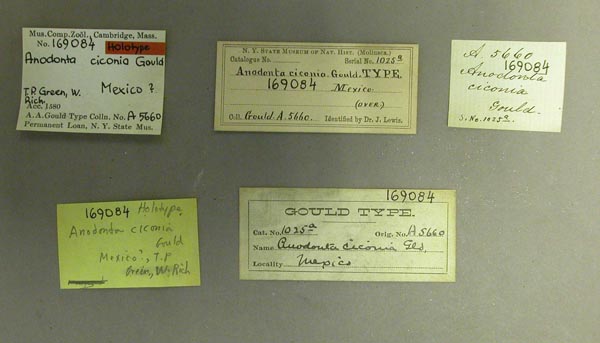 Mus. Comp. Zoöl., Cambridge, Mass.
No. 169084 Holotype
Anodonta ciconia Gould
Mexico ?
T.P. Green, W. Rich
Acc. 1580
A. A. Gould Type Colln. No. A 5660
Permanent Loan, N. Y. State Mus.
N. Y. State Museum of Nat. Hist. (Mollusca.)
Catalogue No. Serial No. 1025a
Anodonta ciconia. Gould. TYPE.
169084 Mexico.
(OVER.)
Coll. Gould. A. 5660. Identified by Dr. J. Lewis.
A 5660
169084
Anodonta
ciconia
Gould.
S. No. 1025a.
169084 Holotype
Anodonta ciconia
Gould
Mexico?, T.P
Green, W. Rich
169084
GOULD TYPE.
Cat. No. 1025a Orig. No. A 5660
Name Anodonta ciconia Gld.
Locality Mexico